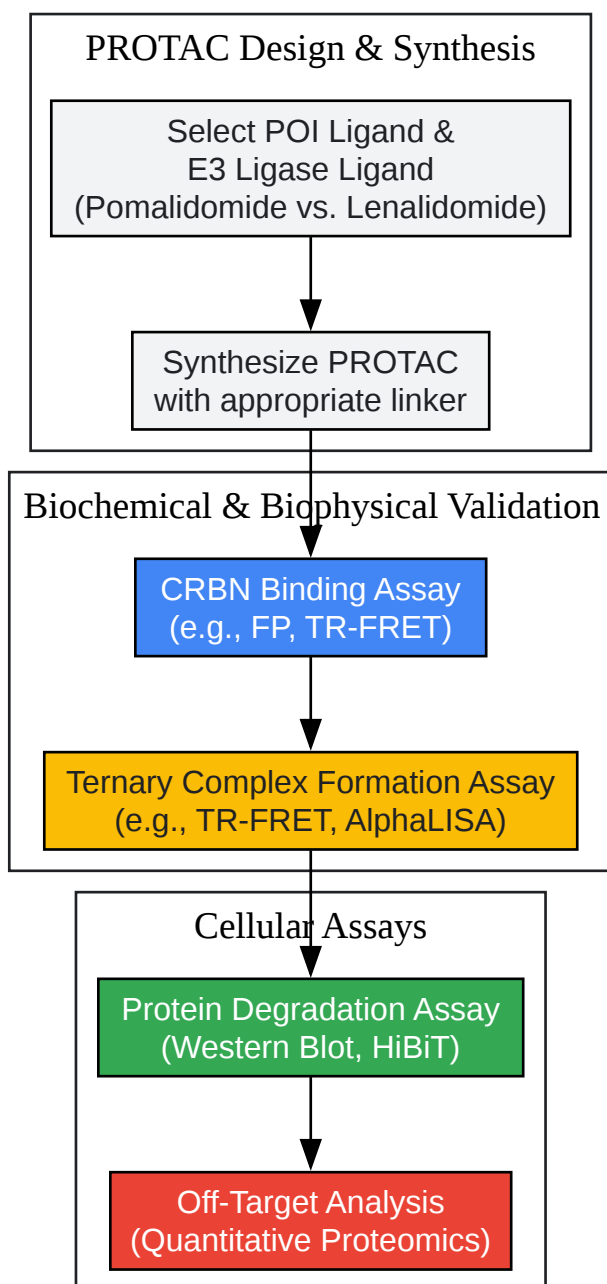 PROTAC Design & Synthesis
Select POI Ligand &
E3 Ligase Ligand
(Pomalidomide vs. Lenalidomide)
Synthesize PROTAC
with appropriate linker
Biochemical & Biophysical Validation
CRBN Binding Assay
(e.g., FP, TR-FRET)
Ternary Complex Formation Assay
(e.g., TR-FRET, AlphaLISA)
Cellular Assays
Protein Degradation Assay
(Western Blot, HiBiT)
Off-Target Analysis
(Quantitative Proteomics)